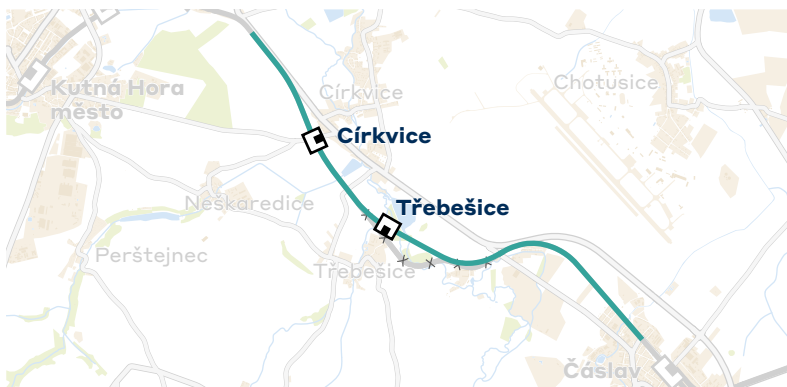 Chotusice
Kutná Hora
město
Církvice
Církvice
Neškaredice
Třebešice
Perštejnec
Třebešice
Čáslav